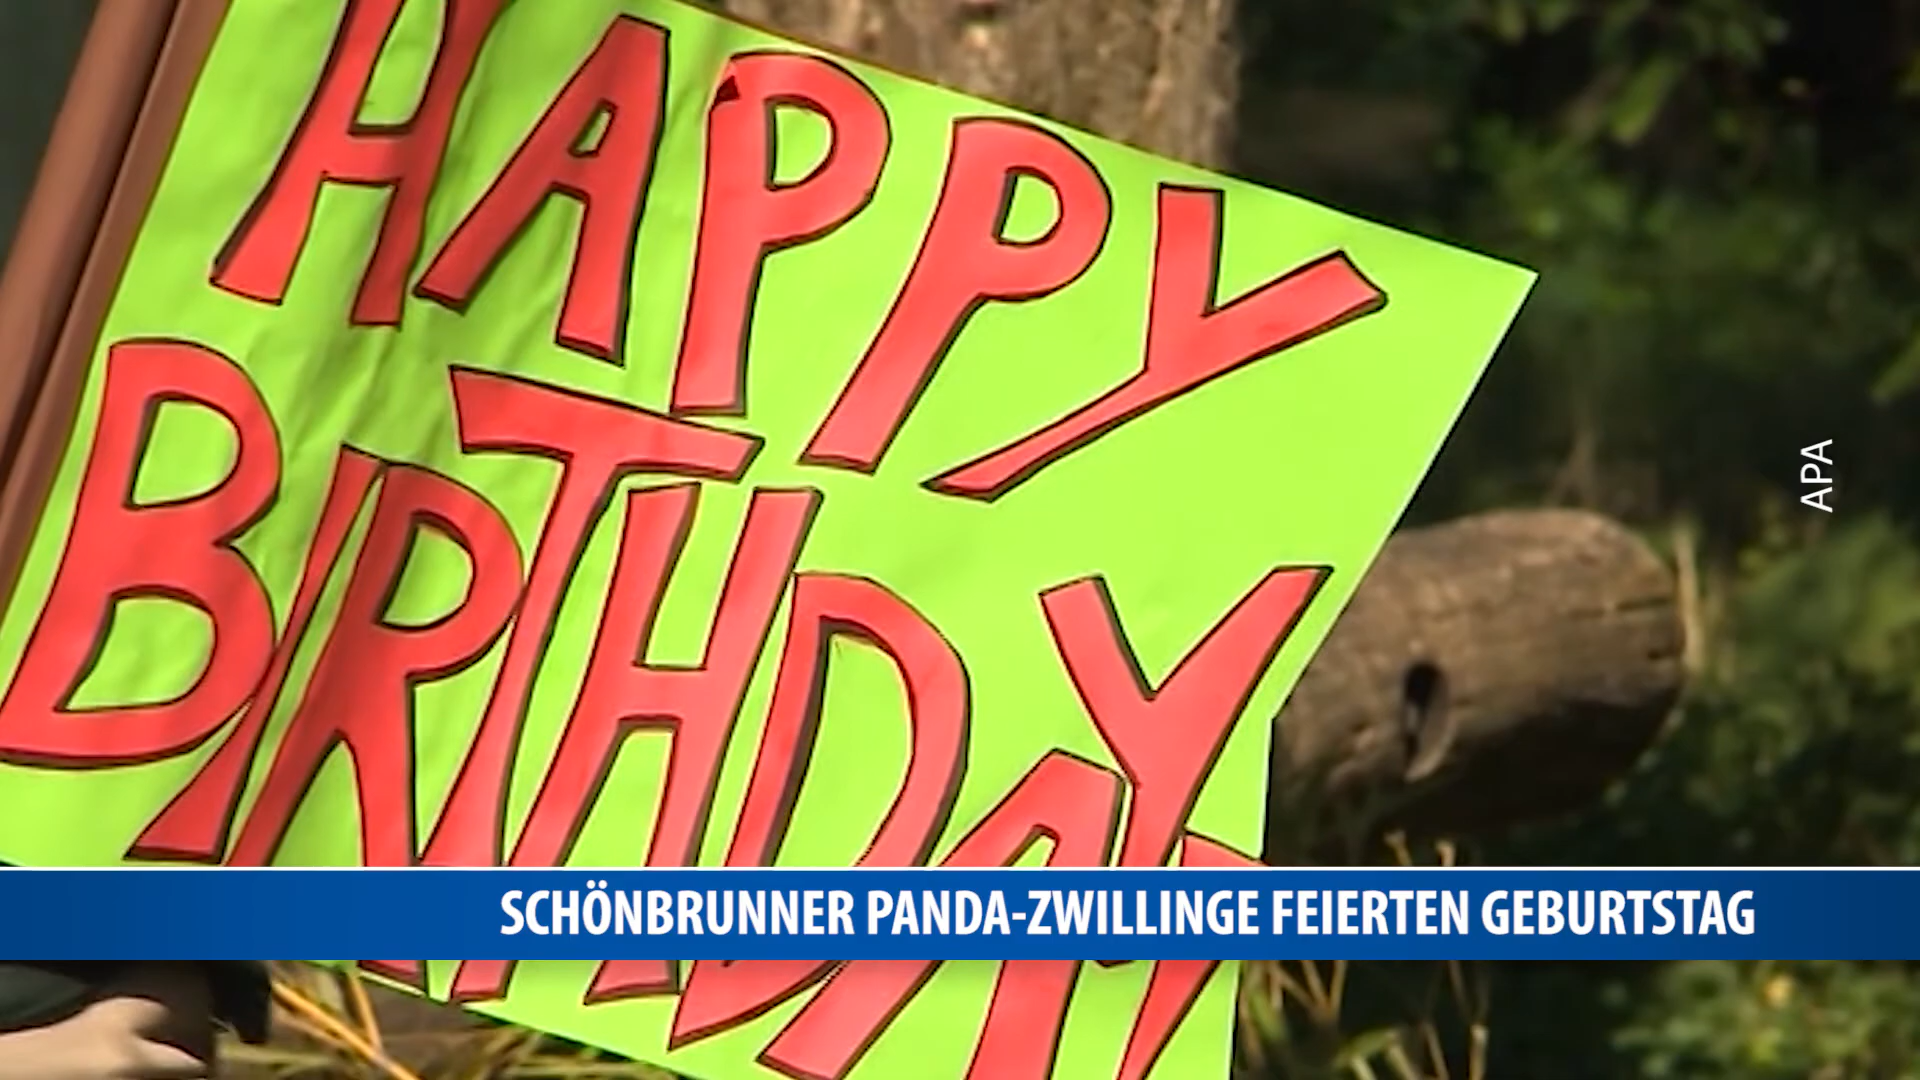 HAPPY
BIRTHDAY
APA
SCHÖNBRUNNER PANDA-ZWILLINGE FEIERTEN GEBURTSTAG